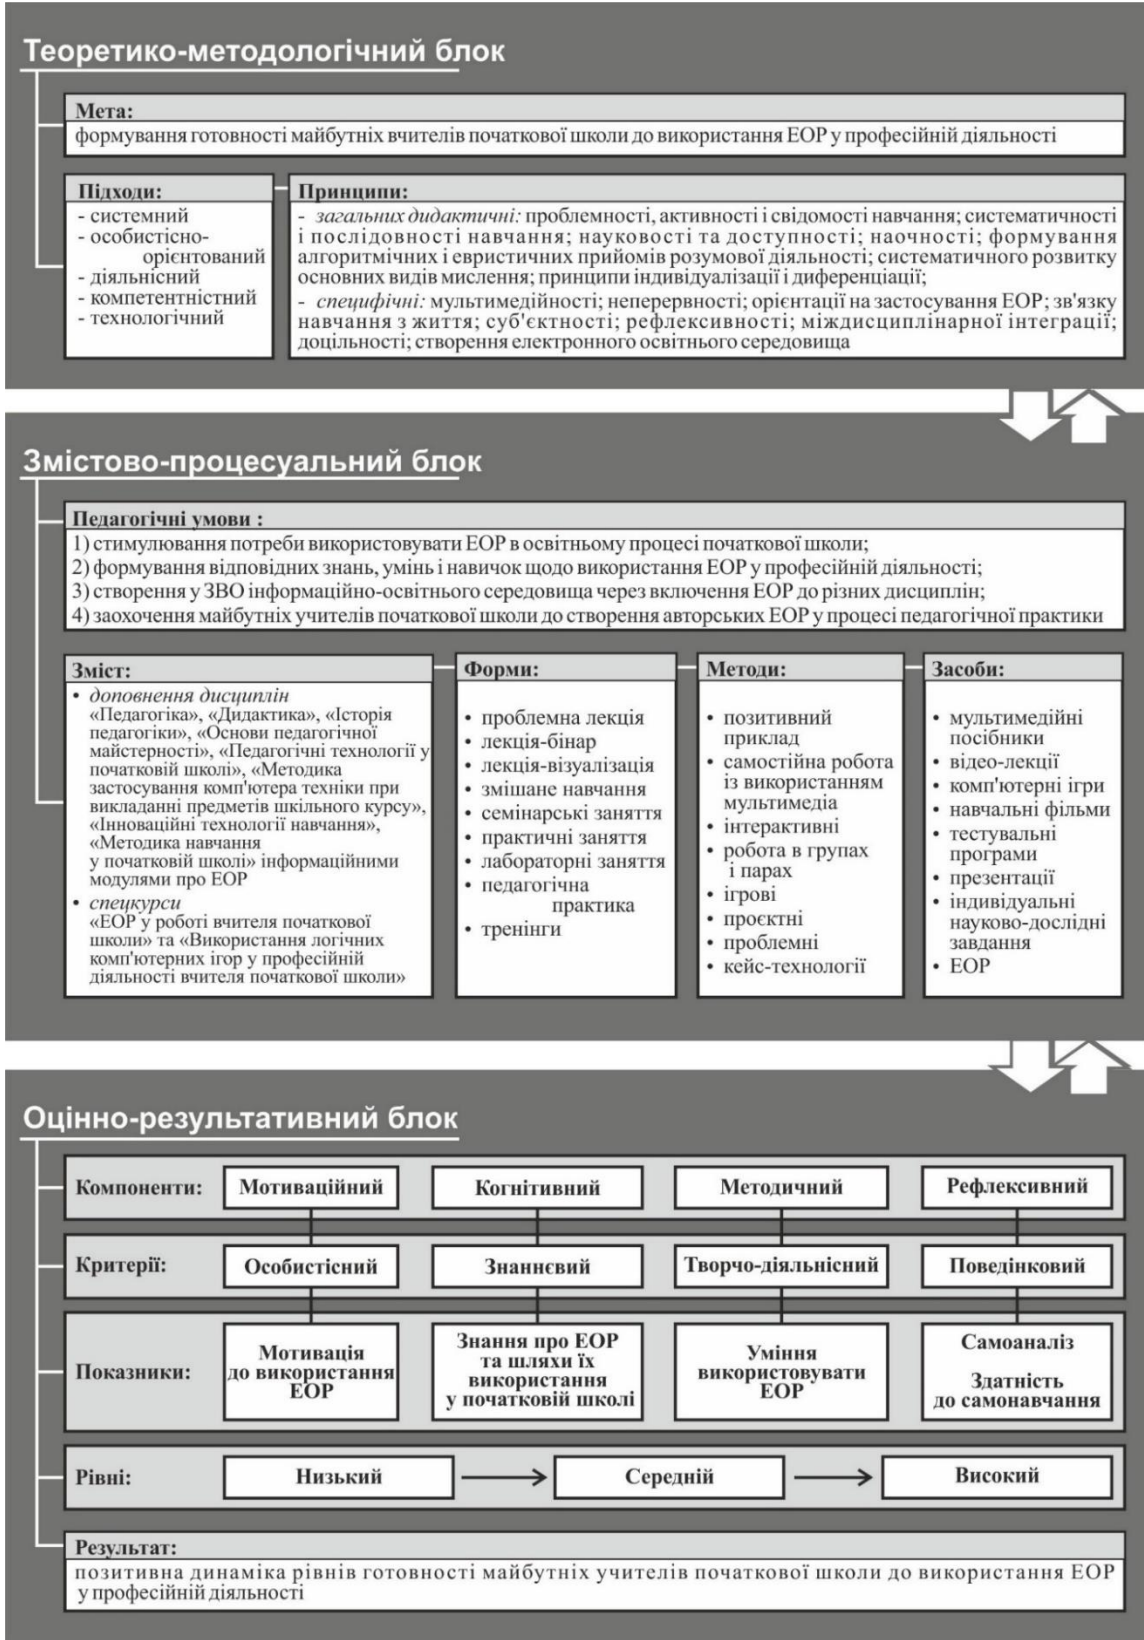 Теоретико-методологічний блок
Мета:
формування готовності майбутніх вчителів початкової школи до використання ЕОР у професійній діяльності
Підходи:
- системний
- особистісно-
орієнтований
- діяльнісний
- компетентністний
- технологічний
Принципи:
- загальних дидактичні: проблемності, активності і свідомості навчання; систематичності
і послідовності навчання; науковості та доступності; наочності; формування
алгоритмічних і евристичних прийомів розумової діяльності; систематичного розвитку
основних видів мислення; принципи індивідуалізації і диференціації;
- специфічні: мультимедійності; неперервності; орієнтації на застосування ЕОР; зв'язку
навчання з життя; суб'єктності; рефлексивності; міждисциплінарної інтеграції;
доцільності; створення електронного освітнього середовища
Змістово-процесуальний блок
Педагогічні умови :
1) стимулювання потреби використовувати ЕОР в освітньому процесі початкової школи;
2) формування відповідних знань, умінь і навичок щодо використання ЕОР у професійній діяльності;
3) створення у ЗВО інформаційно-освітнього середовища через включення ЕОР до різних дисциплін;
4) заохочення майбутніх учителів початкової школи до створення авторських ЕОР у процесі педагогічної практики
Зміст:
• доповнення дисциплін
«Педагогіка», «Дидактика», «Історія
педагогіки», «Основи педагогічної
майстерності», «Педагогічні технології у
початковій школі», «Методика
застосування комп'ютера техніки при
викладанні предметів шкільного курсу»,
«Інноваційні технології навчання»,
«Методика навчання
у початковій школі» інформаційними
модулями про ЕОР
• спецкурси
«ЕОР у роботі вчителя початкової
школи» та «Використання логічних
комп'ютерних ігор у професійній
діяльності вчителя початкової школи»
Форми:
• проблемна лекція
• лекція-бінар
• лекція-візуалізація
• змішане навчання
• семінарські заняття
• практичні заняття
• лабораторні заняття
• педагогічна
практика
• тренінги
Методи:
• позитивний
приклад
• самостійна робота
із використанням
мультимедіа
• інтерактивні
• робота в групах
і парах
• ігрові
• проєктні
• проблемні
• кейс-технології
Засоби:
• мультимедійні
посібники
• відео-лекції
• комп'ютерні ігри
• навчальні фільми
• тестувальні
програми
• презентації
• індивідуальні
науково-дослідні
завдання
• ЕОР
Оцінно-результативний блок
Компоненти: Мотиваційний Когнітивний Методичний Рефлексивний
Критерії: Особистісний Знаннєвий Творчо-діяльнісний Поведінковий
Показники:
Мотивація
до використання
ЕОР
Знання про ЕОР
та шляхи їх
використання
у початковій школі
Уміння
використовувати
ЕОР
Самоаналіз
Здатність
до самонавчання
Рівні: Низький Середній Високий
Результат:
позитивна динаміка рівнів готовності майбутніх учителів початкової школи до використання ЕОР
у професійній діяльності